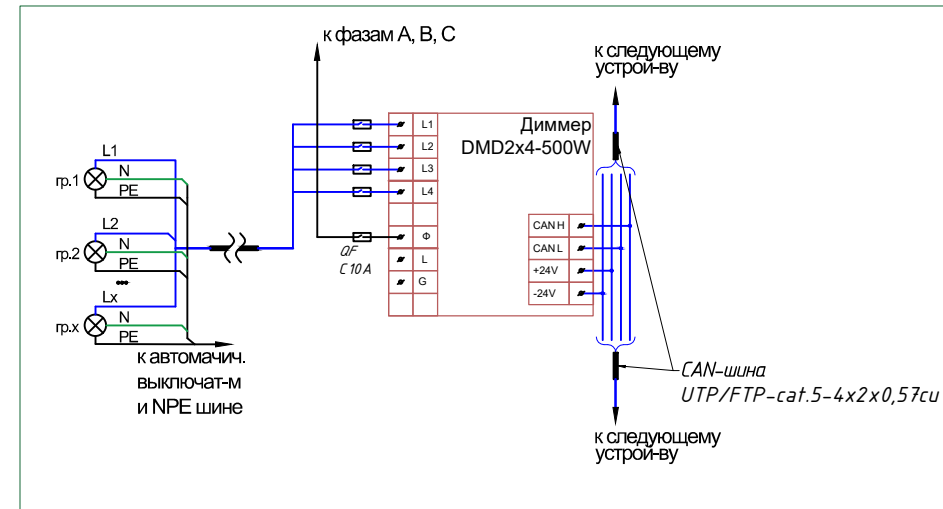 к фазам A, B, C
к следующему
устрой-ву
L1
L2
L3
L4
Ф
L
G
Диммер
DMD2x4-500W
CAN H
CAN L
+24V
-24V
QF
C 10 A
L1
N
PE
гр.1
L2
N
PE
гр.2
...
Lx
N
PE
гр.x
к автомачич.
выключат-м
и NPE шине
CAN-шина
UTP/FTP-cat.5-4x2x0,57cu
к следующему
устрой-ву